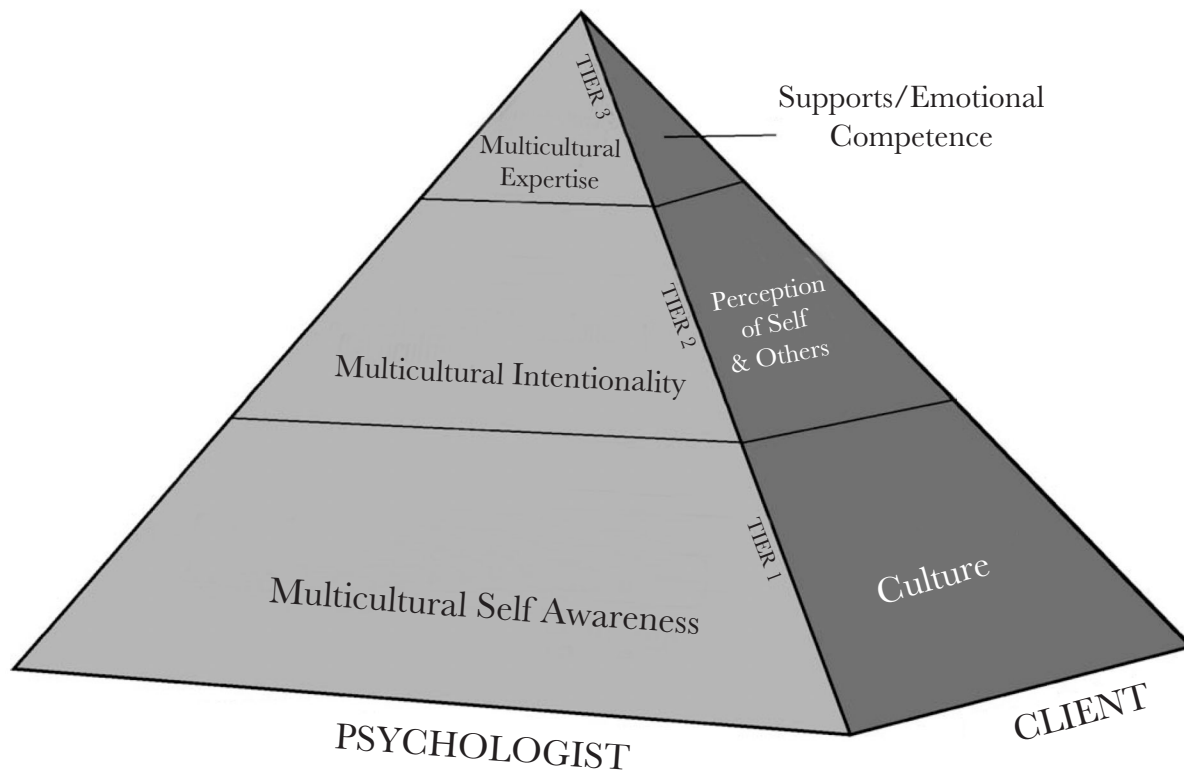 TIER 3
Supports/Emotional
Competence
Multicultural
Expertise
TIER 2
Perception
of Self
& Others
Multicultural Intentionality
TIER 1
Culture
Multicultural Self Awareness
PSYCHOLOGIST
CLIENT